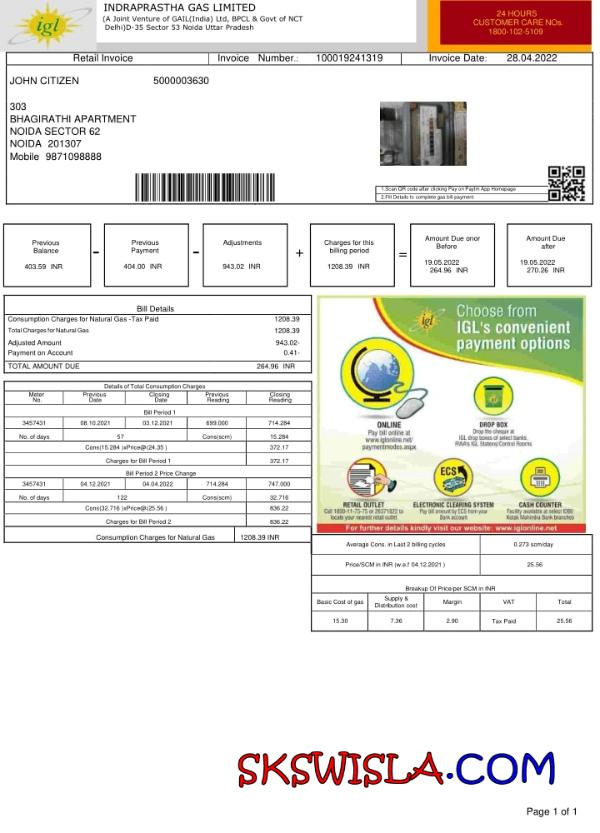 igl
INDRAPRASTHA GAS LIMITED
(A Joint Venture of GAIL(India) Ltd, BPCL & Govt of NCT
Delhi)D-35 Sector 53 Noida Uttar Pradesh
24 HOURS
CUSTOMER CARE NOs.
1800-102-5109
Retail Invoice Invoice Number.: 100019241319 Invoice Date: 28.04.2022
JOHN CITIZEN 5000003630
303
BHAGIRATHI APARTMENT
NOIDA SECTOR 62
NOIDA 201307
Mobile 9871098888
1.Scan QR code after clicking Pay on Paytm App Homepage
2.Fill Details to complete gas bill payment
Previous
Balance
403.59 INR
-
Previous
Payment
404.00 INR
-
Adjustments
943.02 INR
+
Charges for this
billing period
1208.39 INR
=
Amount Due onor
Before
19.05.2022
264.96 INR
Amount Due
after
19.05.2022
270.26 INR
Bill Details
Consumption Charges for Natural Gas -Tax Paid 1208.39
Total Charges for Natural Gas 1208.39
Adjusted Amount 943.02-
Payment on Account 0.41-
TOTAL AMOUNT DUE 264.96 INR
Details of Total Consumption Charges
Meter No. Previous Date Closing Date Previous Reading Closing Reading
Bill Period 1
3457431 08.10.2021 03.12.2021 699.000 714.284
No. of days 57 Cons(scm) 15.284
Cons(15.284 )xPrice@(24.35 ) 372.17
Charges for Bill Period 1 372.17
Bill Period 2 Price Change
3457431 04.12.2021 04.04.2022 714.284 747.000
No. of days 122 Cons(scm) 32.716
Cons(32.716 )xPrice@(25.56 ) 836.22
Charges for Bill Period 2 836.22
Consumption Charges for Natural Gas 1208.39 INR
igl
Choose from
IGL's convenient
payment options
ONLINE
Pay bill online at
www.iglonline.net/
paymentmodes.aspx
DROP BOX
Drop the cheque at
IGL drop boxes of select banks,
RWA's IGL Stations/Control Rooms
RETAIL OUTLET
locate your nearest retail outlet
ECS
ELECTRONIC CLEARING SYSTEM
Pay bill amount by ECS from your
Bank account
CASH COUNTER
Facility available at select IDBI/
Kotak Mahindra Bank branches
For further details kindly visit our website: www.iglonline.net
Average Cons. in Last 2 billing cycles 0.273 scm/day
Price/SCM in INR (w.e.f 04.12.2021 ) 25.56
Breakup Of Price/per SCM in INR
Basic Cost of gas Supply & Distribution cost Margin VAT Total
15.30 7.36 2.90 Tax Paid 25.56
SKSWISLA.COM
Page 1 of 1